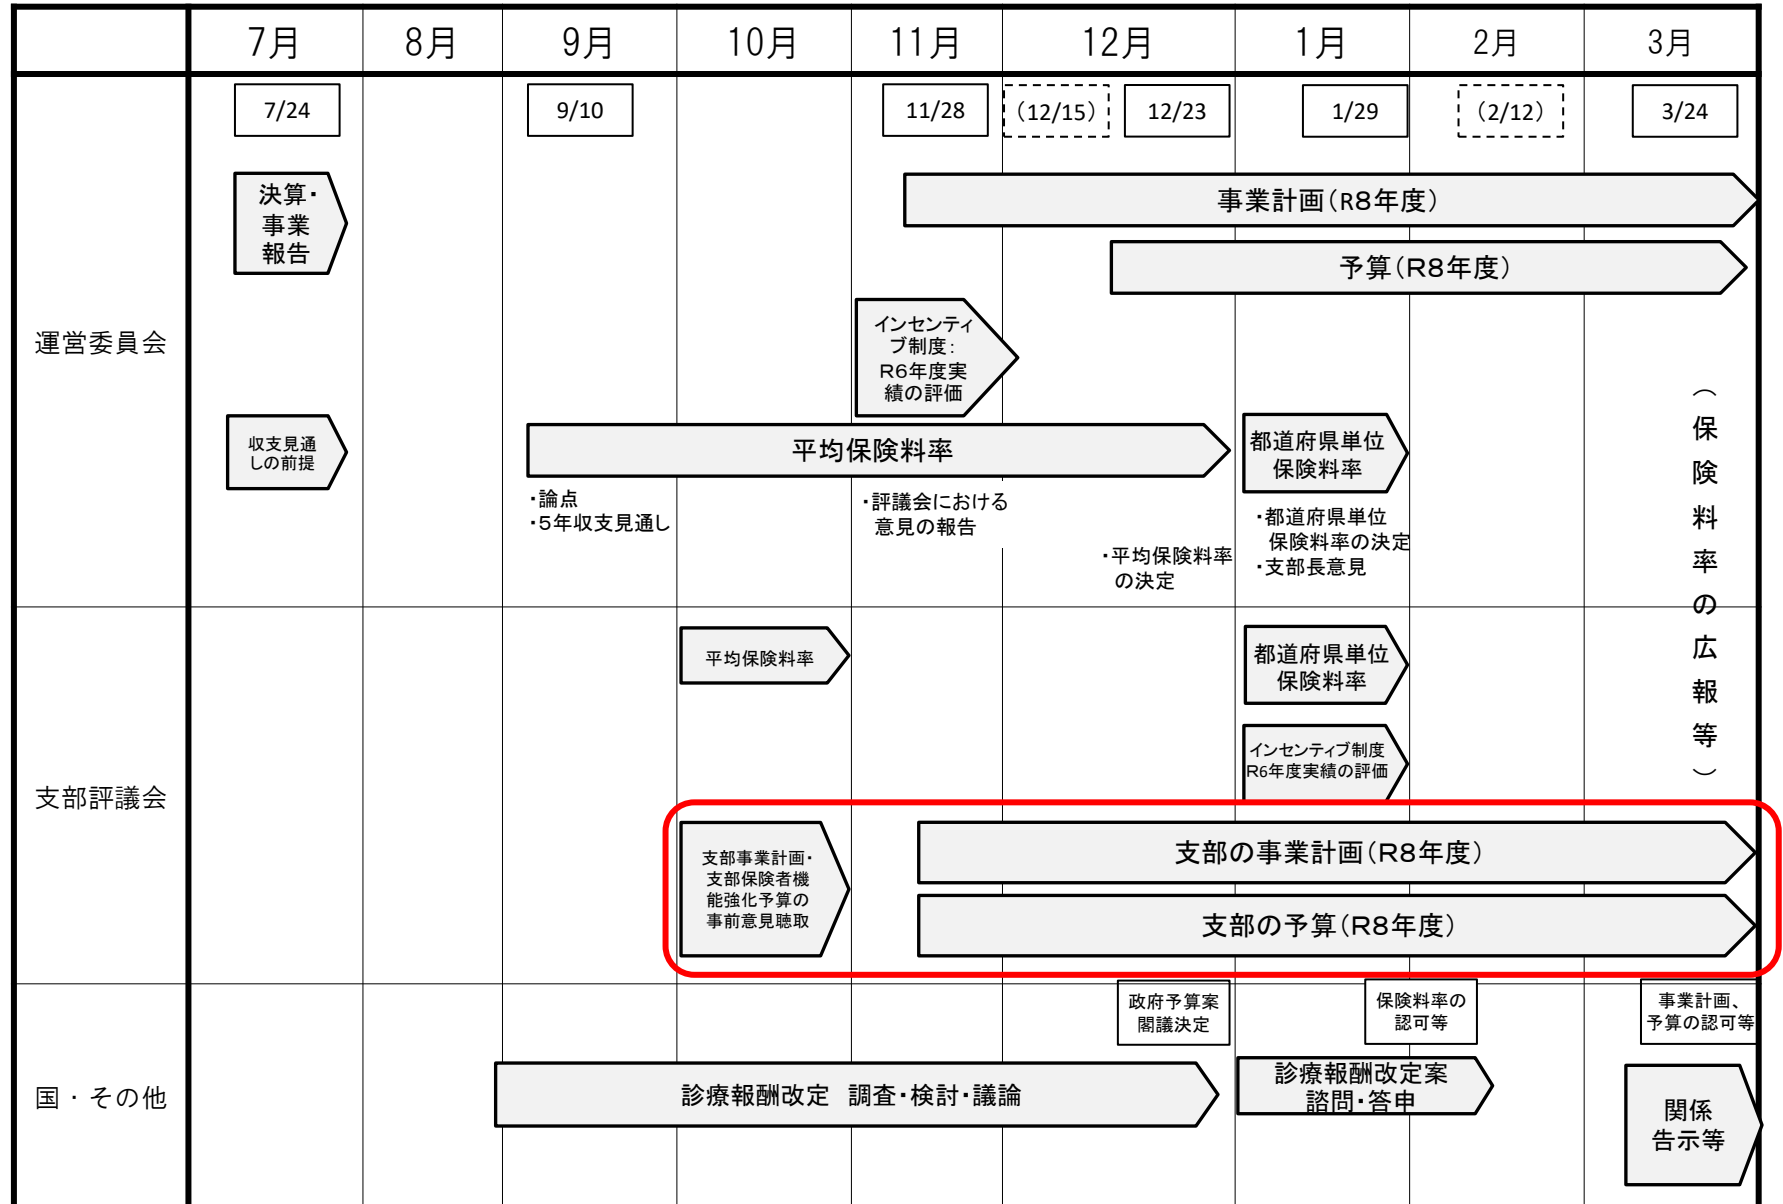 7月
8月
9月
10月
11月
12月
1月
2月
3月
運営委員会
7/24
9/10
11/28
（12/15）
12/23
1/29
（2/12）
3/24
決算・
事業
報告
事業計画（R8年度）
予算（R8年度）
インセンティ
ブ制度：
R6年度実
績の評価
収支見通
しの前提
平均保険料率
・論点
・5年収支見通し
・評議会における
意見の報告
・平均保険料率
の決定
都道府県単位
保険料率
・都道府県単位
保険料率の決定
・支部長意見
（保険料率の広報等）
支部評議会
平均保険料率
都道府県単位
保険料率
インセンティブ制度
R6年度実績の評価
支部事業計画・
支部保険者機
能強化予算の
事前意見聴取
支部の事業計画（R8年度）
支部の予算（R8年度）
国・その他
政府予算案
閣議決定
保険料率の
認可等
事業計画、
予算の認可等
診療報酬改定　調査・検討・議論
診療報酬改定案
諮問・答申
関係
告示等